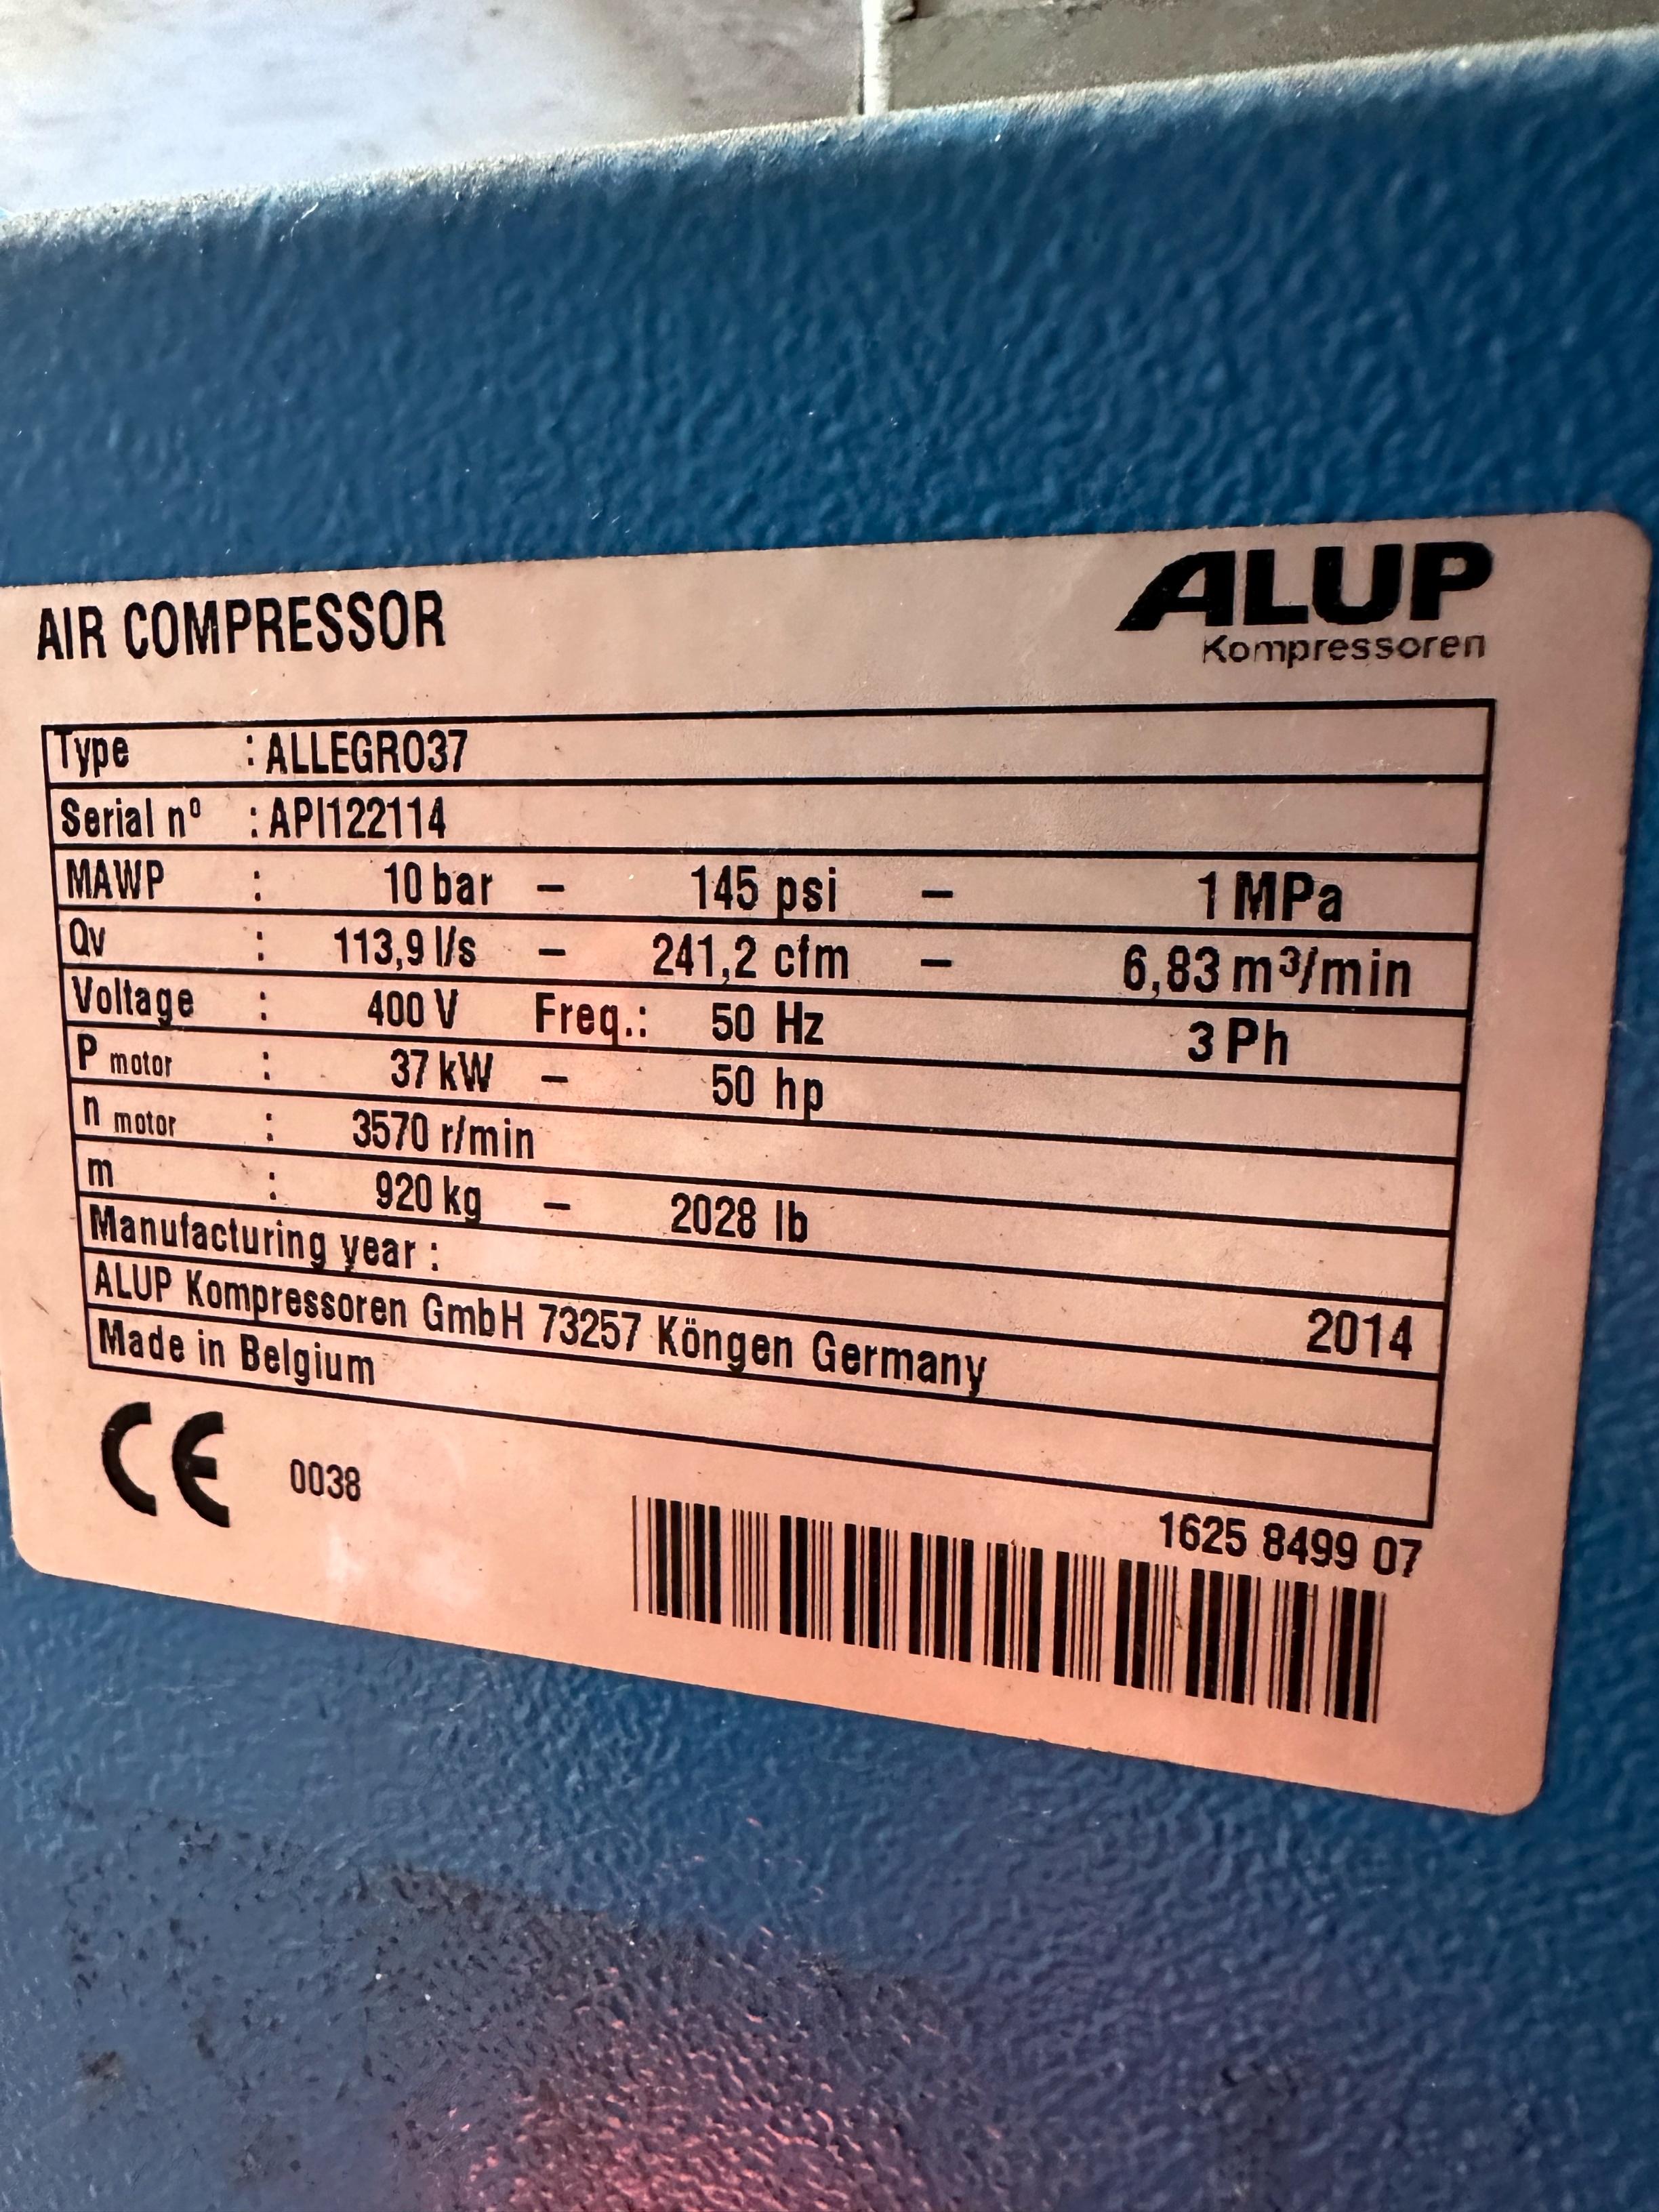 AIR COMPRESSOR
ALUP
Kompressoren
Type : ALLEGRO37
Serial nº : API122114
MAWP : 10 bar – 145 psi – 1 MPa
Qv : 113,9 l/s – 241,2 cfm – 6,83 m³/min
Voltage : 400 V Freq.: 50 Hz 3 Ph
P motor : 37 kW – 50 hp
n motor : 3570 r/min
m : 920 kg – 2028 lb
Manufacturing year : 2014
ALUP Kompressoren GmbH 73257 Köngen Germany
Made in Belgium
CE 0038
1625 8499 07